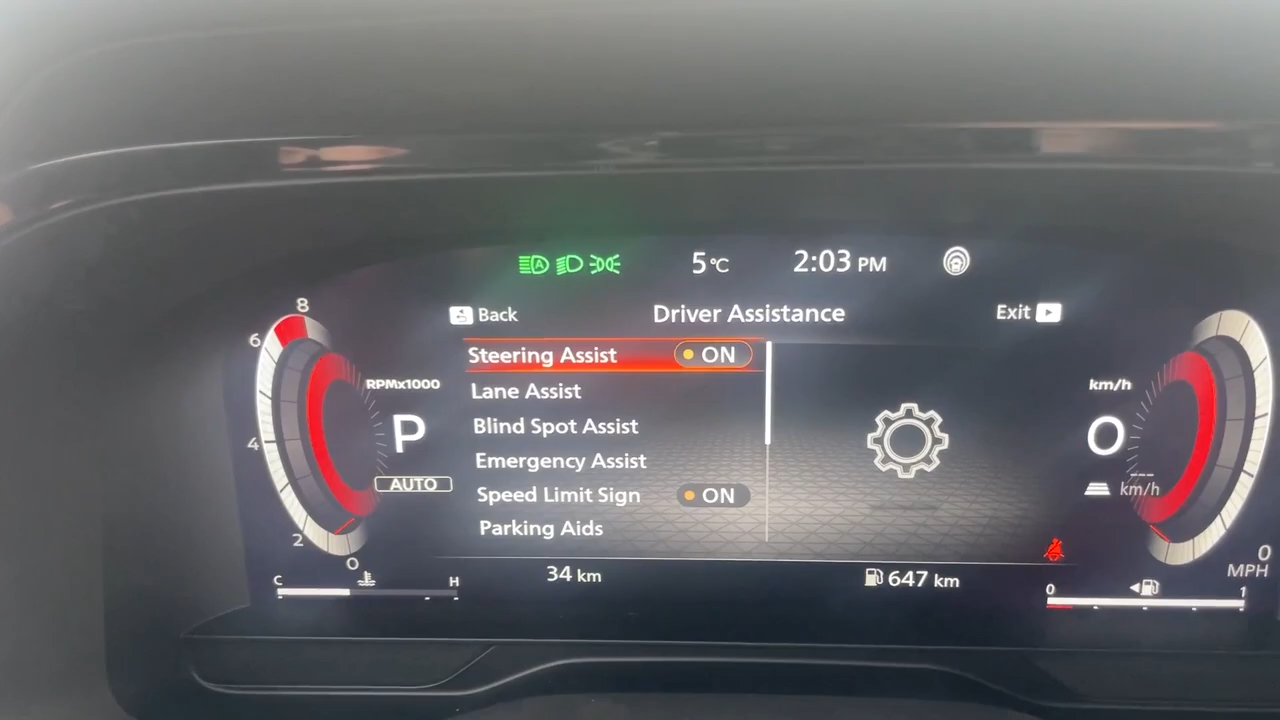 5°C 2:03 PM
Back Driver Assistance Exit
Steering Assist ON
Lane Assist
Blind Spot Assist
Emergency Assist
Speed Limit Sign ON
Parking Aids
8
6
4
2
0
RPMx1000
P
AUTO
C H
34 km
647 km
km/h
0
--- km/h
0
MPH
0 1